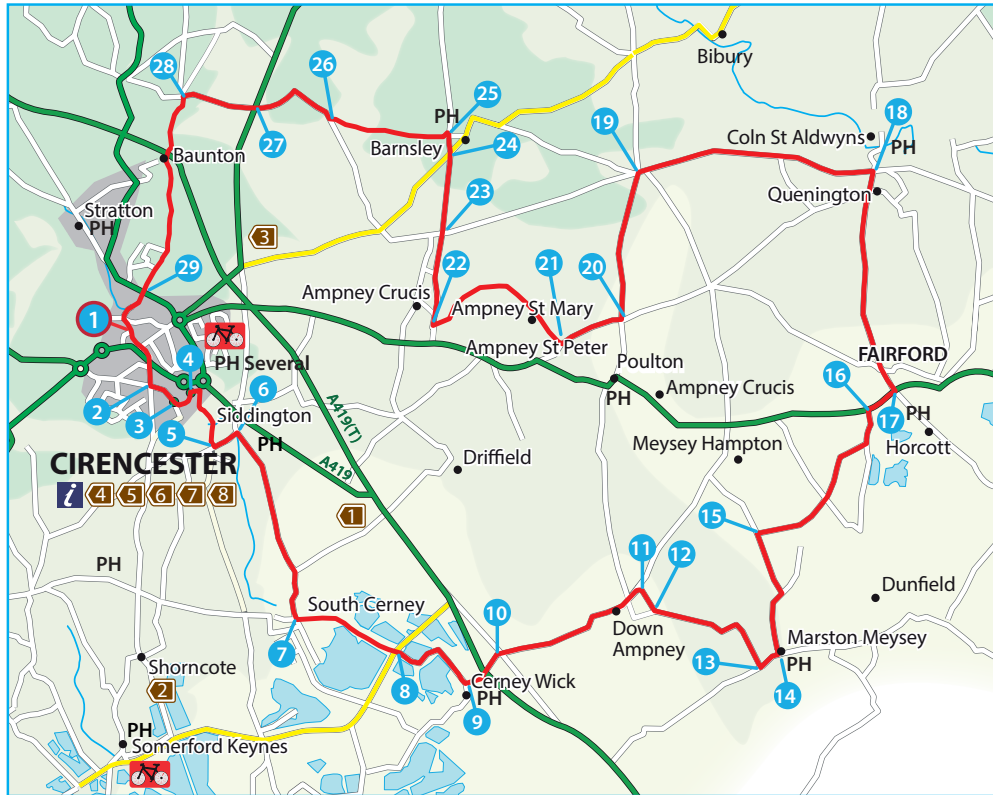 Bibury
28
26
25
PH
19
18
Coln St Aldwyns
PH
27
Barnsley
24
Baunton
Quenington
Stratton
PH
23
3
22
21
20
29
Ampney Crucis
Ampney St Mary
1
Ampney St Peter
FAIRFORD
4
PH Several
6
Poulton
PH
16
Ampney Crucis
17
PH
2
3
5
Siddington
PH
A419(T)
Meysey Hampton
Horcott
CIRENCESTER
i 4 5 6 7 8
A419
Driffield
1
15
PH
11
12
Dunfield
South Cerney
10
Down
Ampney
7
Marston Meysey
13
PH
Shorncote
8
14
2
Cerney Wick
PH
9
PH
Somerford Keynes